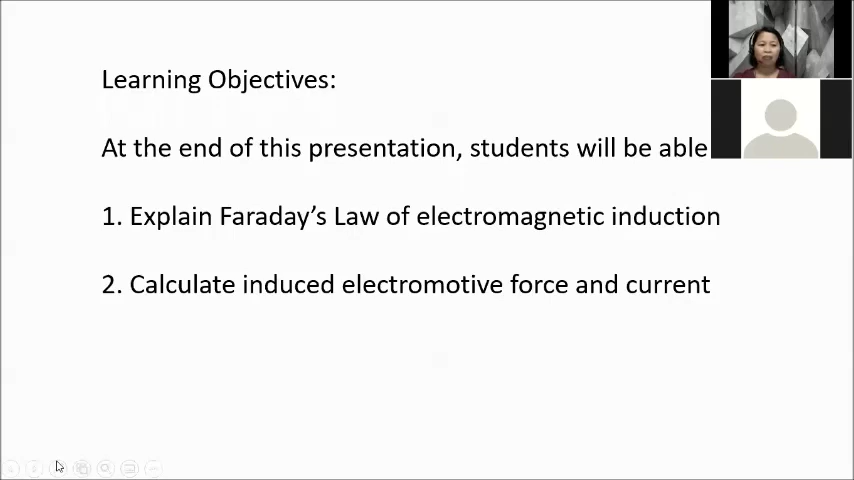 Learning Objectives:
At the end of this presentation, students will be able
1. Explain Faraday’s Law of electromagnetic induction
2. Calculate induced electromotive force and current